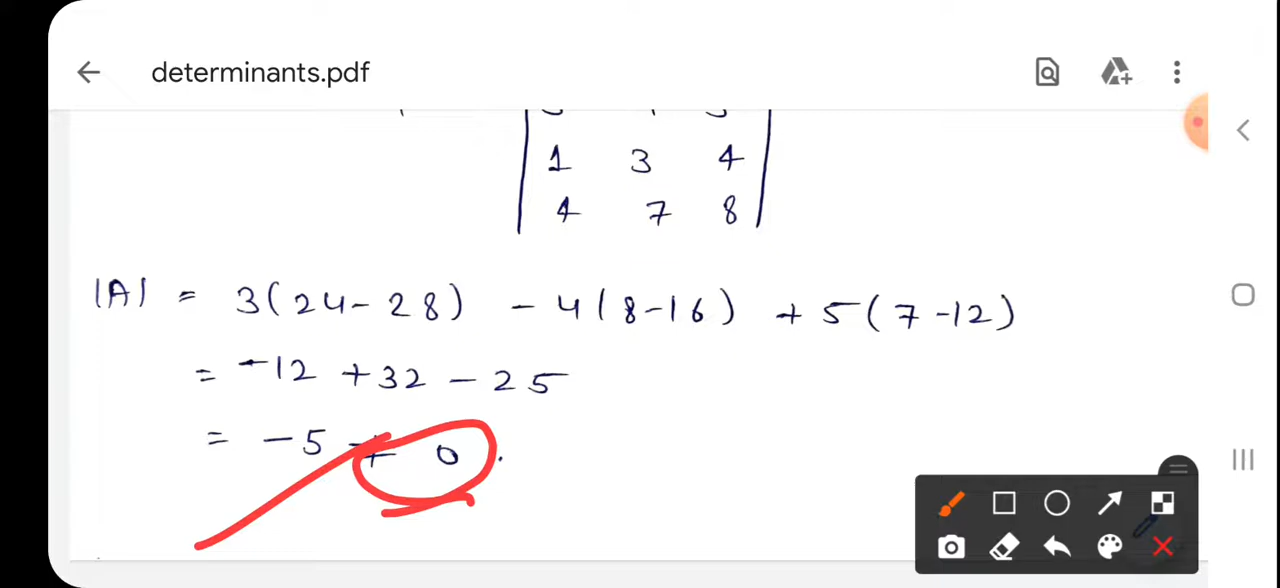 determinants.pdf
1 3 4
4 7 8
|A| = 3(24-28) - 4(8-16) + 5(7-12)
= -12 + 32 - 25
= -5 ≠ 0.